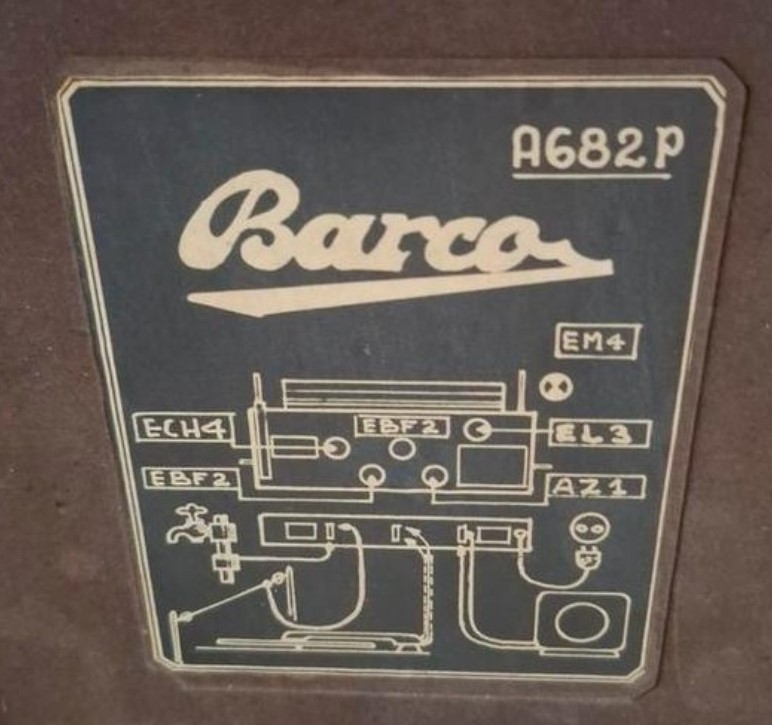 A682P
Barco
EM4
ECH4
EBF2
EL3
EBF2
AZ1